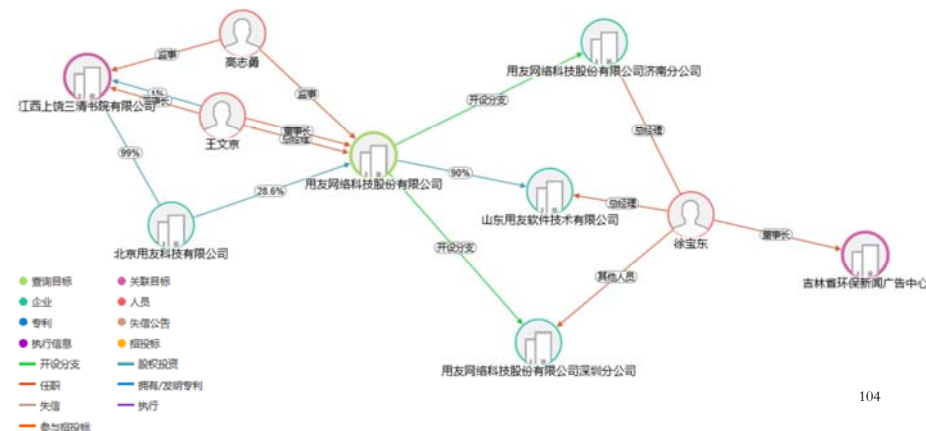 高志勇
监事
江西上饶三清书院有限公司
1%
董事长
王文京
监事
董事长
总经理
用友网络科技股份有限公司
99%
28.6%
北京用友科技有限公司
用友网络科技股份有限公司济南分公司
开设分支
总经理
90%
山东用友软件技术有限公司
总经理
徐宝东
董事长
吉林省环保新闻广告中心
开设分支
其他人员
用友网络科技股份有限公司深圳分公司
查询目标 关联目标
企业 人员
专利 失信公告
执行信息 招投标
开设分支 股权投资
任职 拥有/发明专利
失信 执行
参与招投标
104